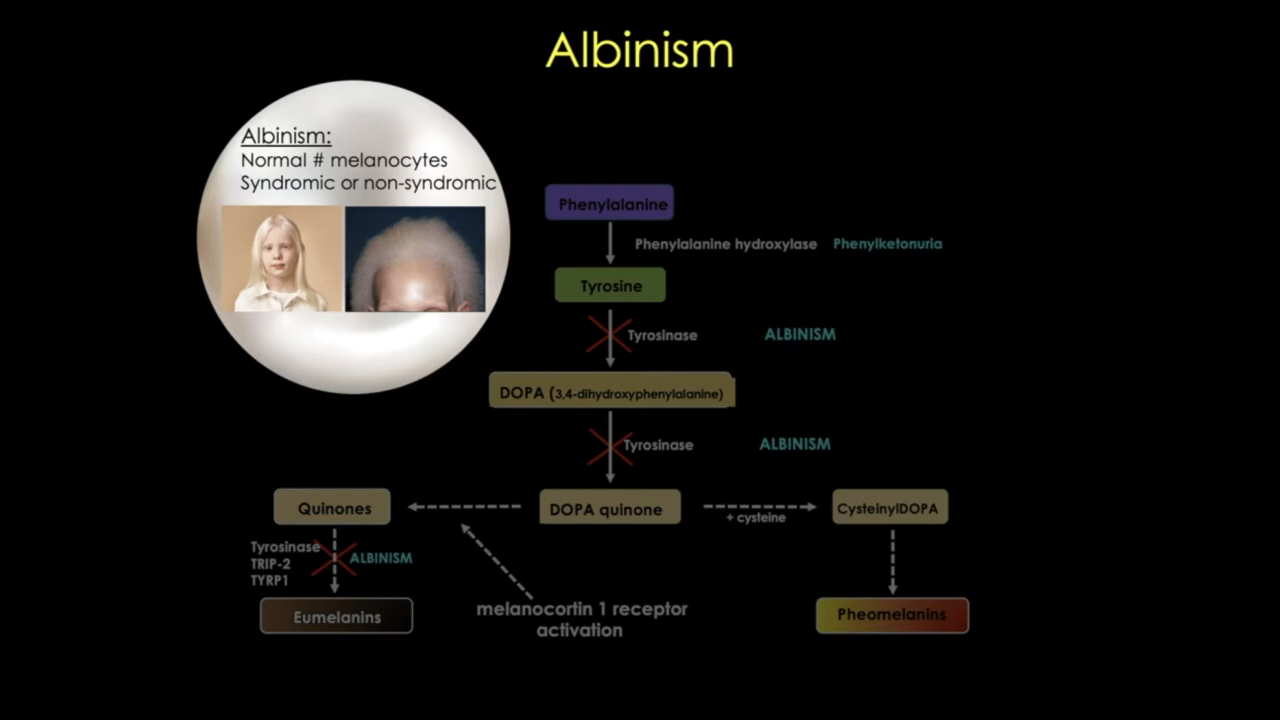 Albinism
Albinism:
Normal # melanocytes
Syndromic or non-syndromic
Phenylalanine
Phenylalanine hydroxylase Phenylketonuria
Tyrosine
Tyrosinase ALBINISM
DOPA (3,4-dihydroxyphenylalanine)
Tyrosinase ALBINISM
Quinones
DOPA quinone
+ cysteine
CysteinylDOPA
Tyrosinase
TRIP-2
TYRP1
ALBINISM
Eumelanins
melanocortin 1 receptor
activation
Pheomelanins